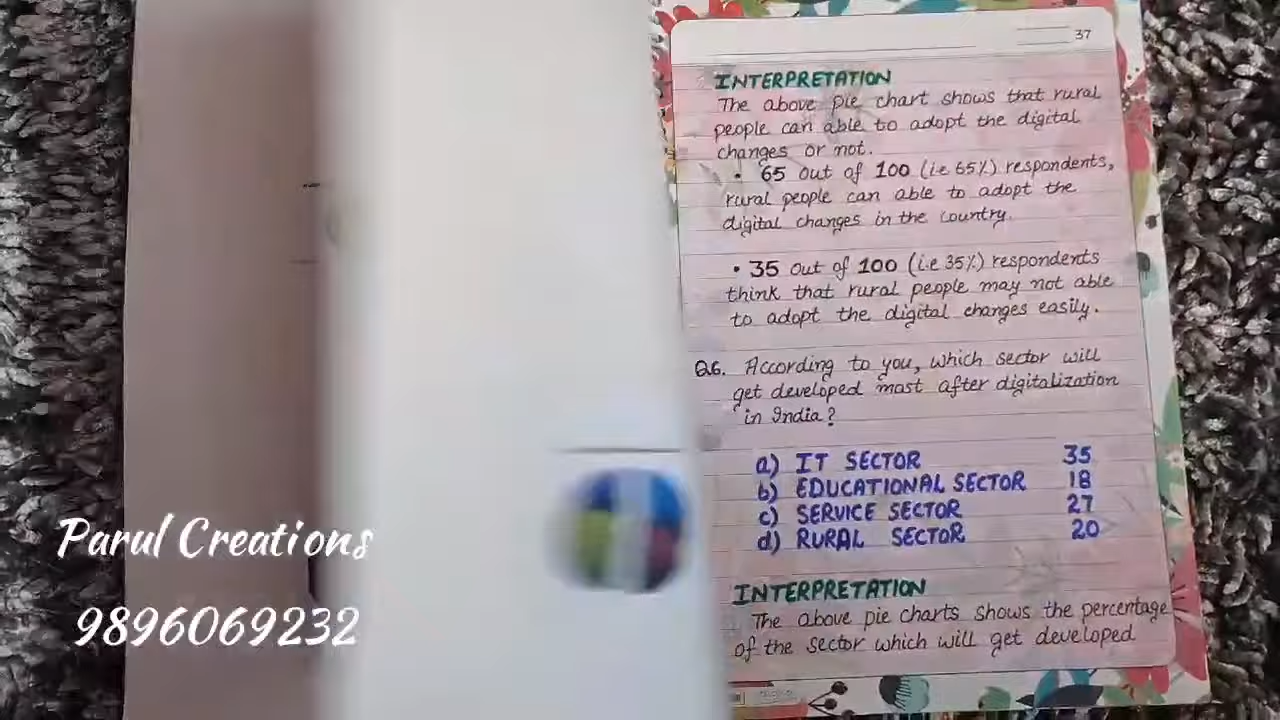 37
INTERPRETATION
The above pie chart shows that rural
people can able to adopt the digital
changes or not.
• 65 out of 100 (i.e 65%) respondents,
rural people can able to adopt the
digital changes in the country.
• 35 out of 100 (i.e 35%) respondents
think that rural people may not able
to adopt the digital changes easily.
Q6. According to you, which sector will
get developed most after digitalization
in India?
a) IT SECTOR 35
b) EDUCATIONAL SECTOR 18
c) SERVICE SECTOR 27
d) RURAL SECTOR 20
INTERPRETATION
The above pie charts shows the percentage
of the sector which will get developed
Parul Creations
9896069232